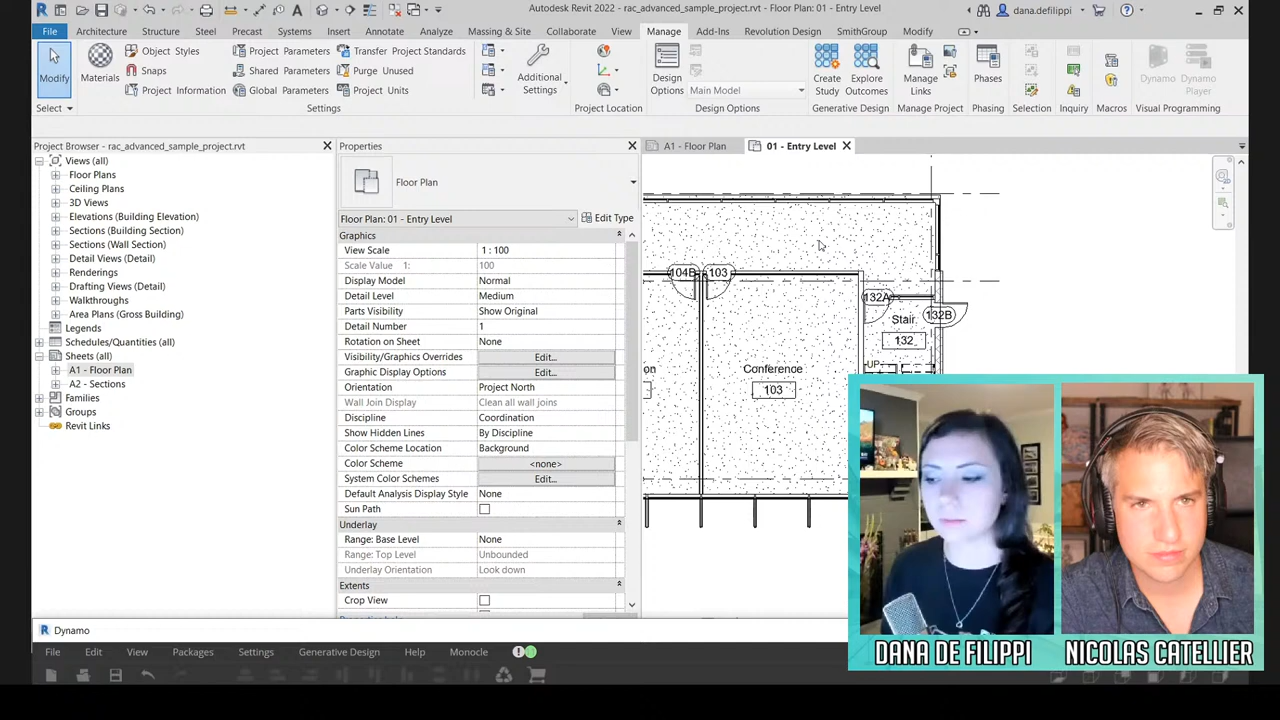 Autodesk Revit 2022 - rac_advanced_sample_project.rvt - Floor Plan: 01 - Entry Level
dana.defilippi
File Architecture Structure Steel Precast Systems Insert Annotate Analyze Massing & Site Collaborate View Manage Add-Ins Revizto Design SmithGroup Modify
Modify
Materials
Object Styles
Snaps
Project Information
Project Parameters
Shared Parameters
Global Parameters
Transfer Project Standards
Purge Unused
Project Units
Additional
Settings
Design
Options
Main Model
Create
Study
Explore
Outcomes
Manage
Links
Phases
Dynamo
Dynamo
Player
Select
Settings
Project Location
Design Options
Generative Design
Manage Project
Phasing
Selection
Inquiry
Macros
Visual Programming
Project Browser - rac_advanced_sample_project.rvt
Views (all)
Floor Plans
Ceiling Plans
3D Views
Elevations (Building Elevation)
Sections (Building Section)
Sections (Wall Section)
Detail Views (Detail)
Renderings
Drafting Views (Detail)
Walkthroughs
Area Plans (Gross Building)
Legends
Schedules/Quantities (all)
Sheets (all)
A1 - Floor Plan
A2 - Sections
Families
Groups
Revit Links
Properties
Floor Plan
Floor Plan: 01 - Entry Level
Edit Type
Graphics
View Scale 1 : 100
Scale Value 1: 100
Display Model Normal
Detail Level Medium
Parts Visibility Show Original
Detail Number 1
Rotation on Sheet None
Visibility/Graphics Overrides Edit...
Graphic Display Options Edit...
Orientation Project North
Wall Join Display Clean all wall joins
Discipline Coordination
Show Hidden Lines By Discipline
Color Scheme Location Background
Color Scheme <none>
System Color Schemes Edit...
Default Analysis Display Style None
Sun Path
Underlay
Range: Base Level None
Range: Top Level Unbounded
Underlay Orientation Look down
Extents
Crop View
A1 - Floor Plan
01 - Entry Level
104B
103
132A
132B
Stair
132
UP
on
Conference
103
Dynamo
File Edit View Packages Settings Generative Design Help Monocle
DANA DE FILIPPI
NICOLAS CATELLIER